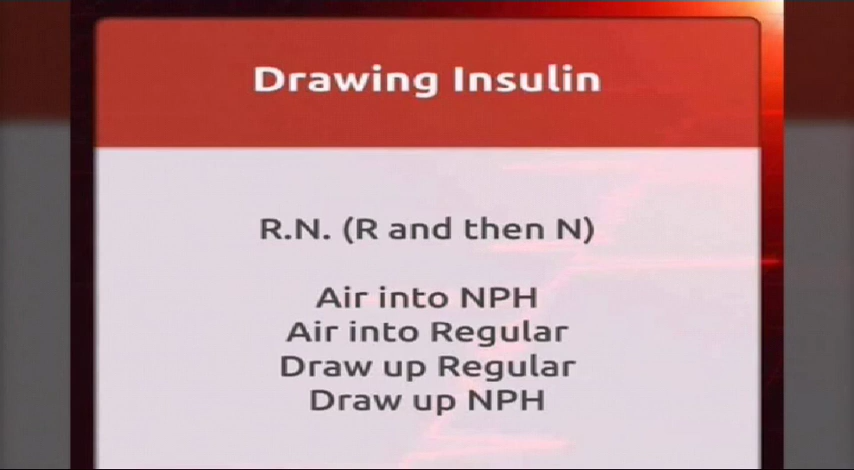 Drawing Insulin
R.N. (R and then N)
Air into NPH
Air into Regular
Draw up Regular
Draw up NPH